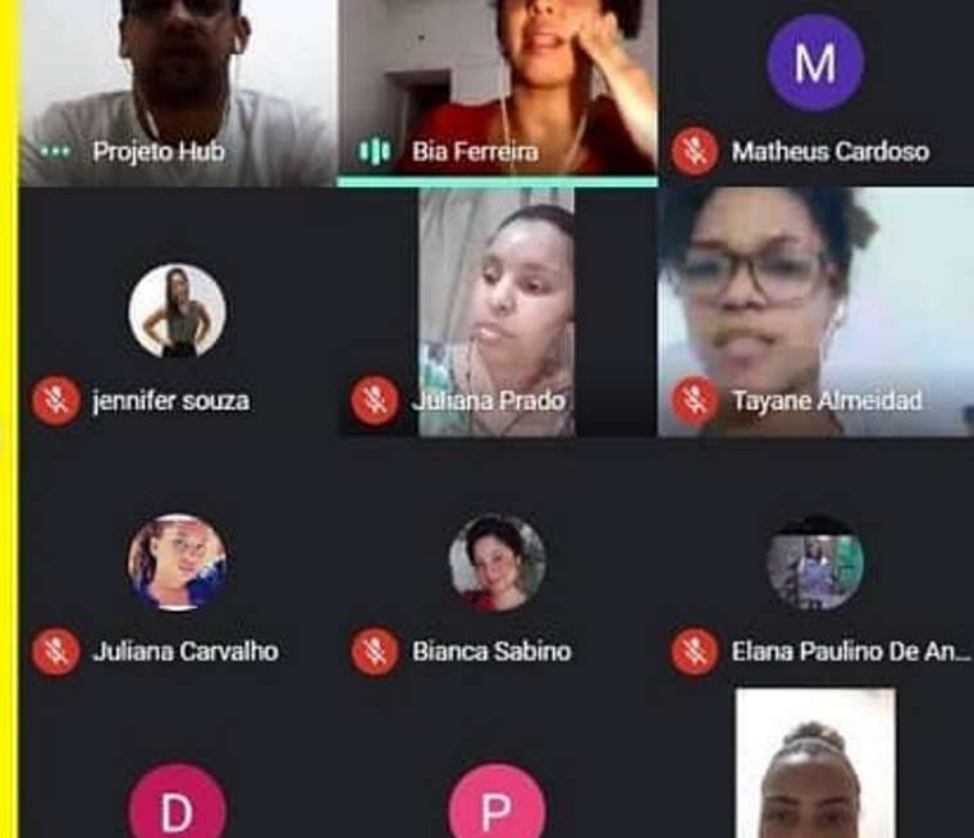 Projeto Hub
Bia Ferreira
M
Matheus Cardoso
jennifer souza
Juliana Prado
Tayane Almeidad
Juliana Carvalho
Bianca Sabino
Elana Paulino De An...
D
P